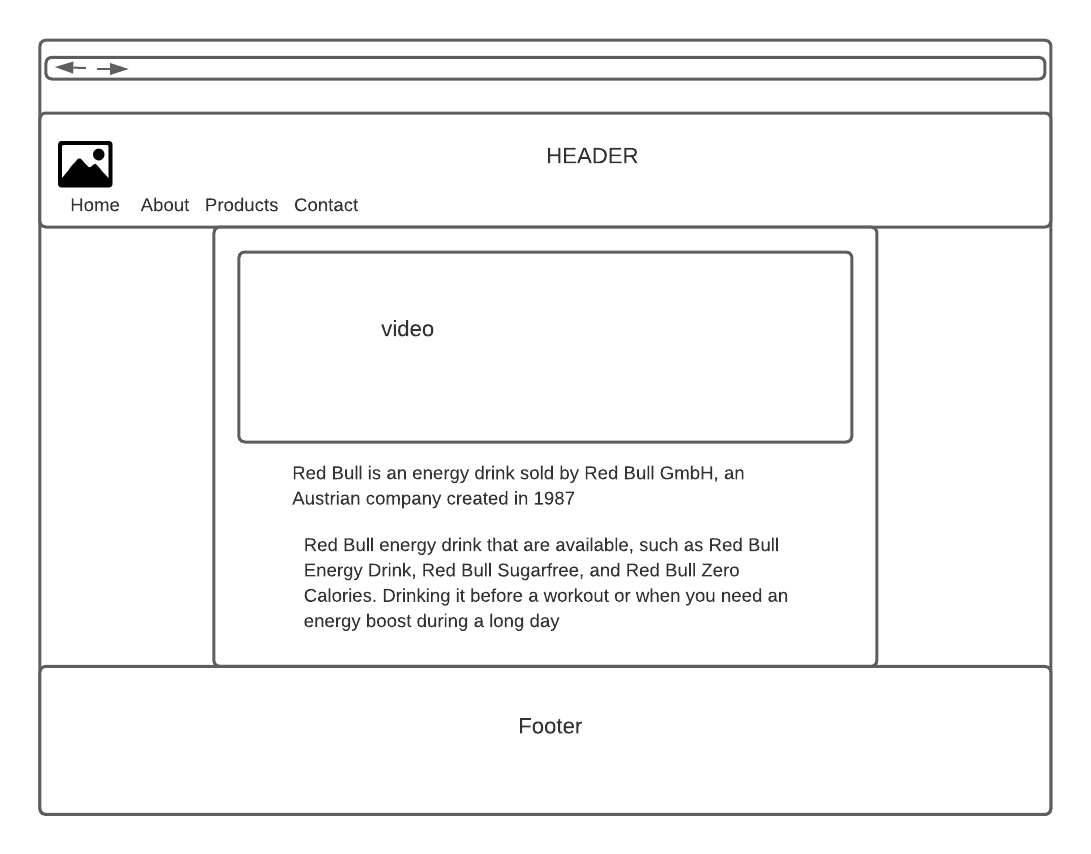 HEADER
Home About Products Contact
video
Red Bull is an energy drink sold by Red Bull GmbH, an
Austrian company created in 1987
Red Bull energy drink that are available, such as Red Bull
Energy Drink, Red Bull Sugarfree, and Red Bull Zero
Calories. Drinking it before a workout or when you need an
energy boost during a long day
Footer